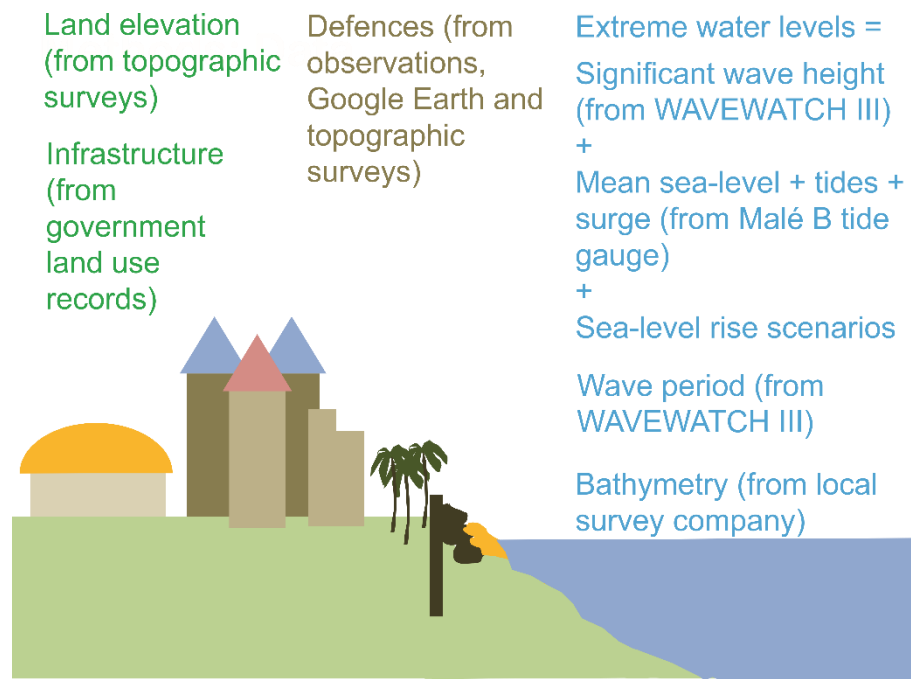 Land elevation
(from topographic
surveys)
Infrastructure
(from
government
land use
records)
Defences (from
observations,
Google Earth and
topographic
surveys)
Extreme water levels =
Significant wave height
(from WAVEWATCH III)
+
Mean sea-level + tides +
surge (from Malé B tide
gauge)
+
Sea-level rise scenarios
Wave period (from
WAVEWATCH III)
Bathymetry (from local
survey company)